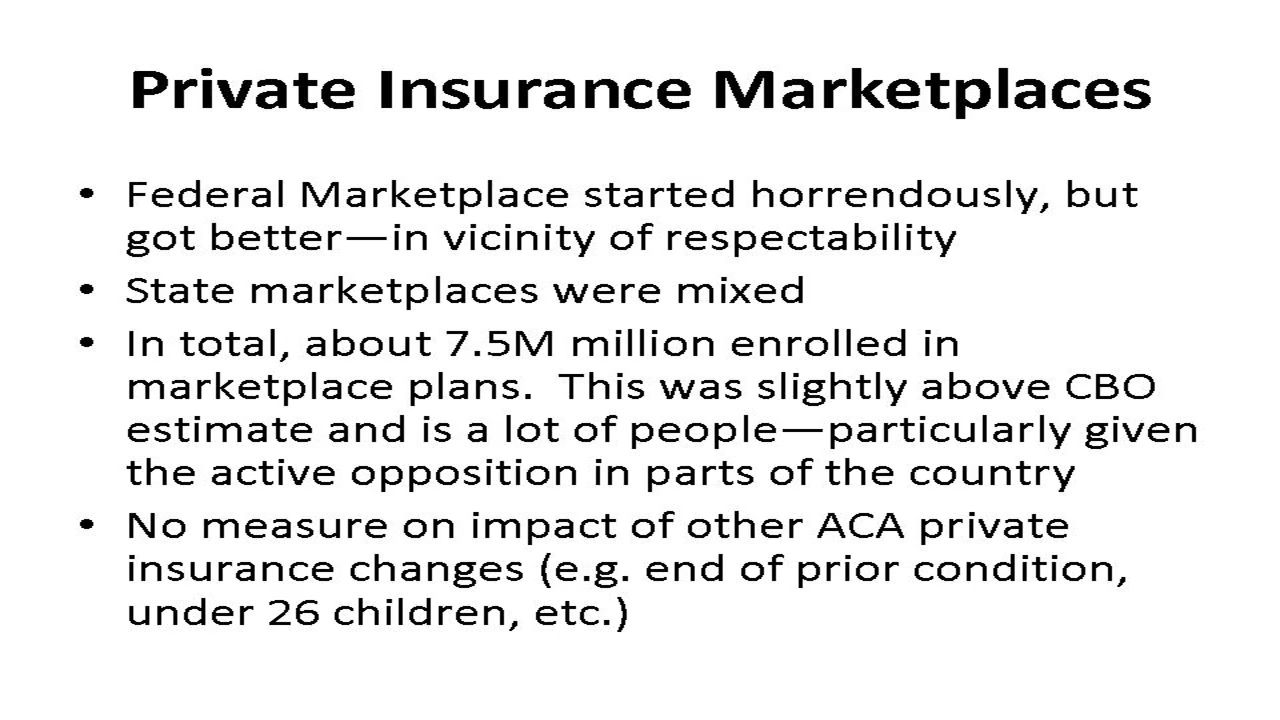 Private Insurance Marketplaces
• Federal Marketplace started horrendously, but
got better—in vicinity of respectability
• State marketplaces were mixed
• In total, about 7.5M million enrolled in
marketplace plans.  This was slightly above CBO
estimate and is a lot of people—particularly given
the active opposition in parts of the country
• No measure on impact of other ACA private
insurance changes (e.g. end of prior condition,
under 26 children, etc.)